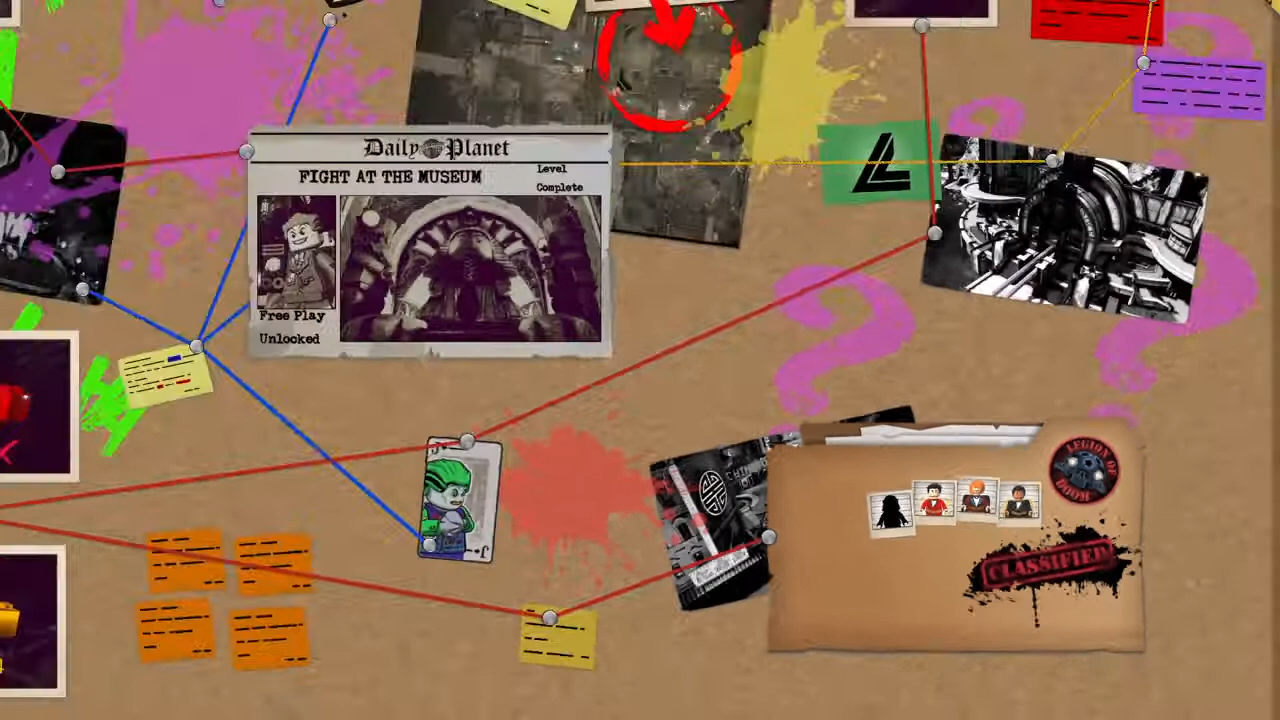 Daily Planet
FIGHT AT THE MUSEUM
Level
Complete
Free Play
Unlocked
LEGION OF
DOOM
CLASSIFIED